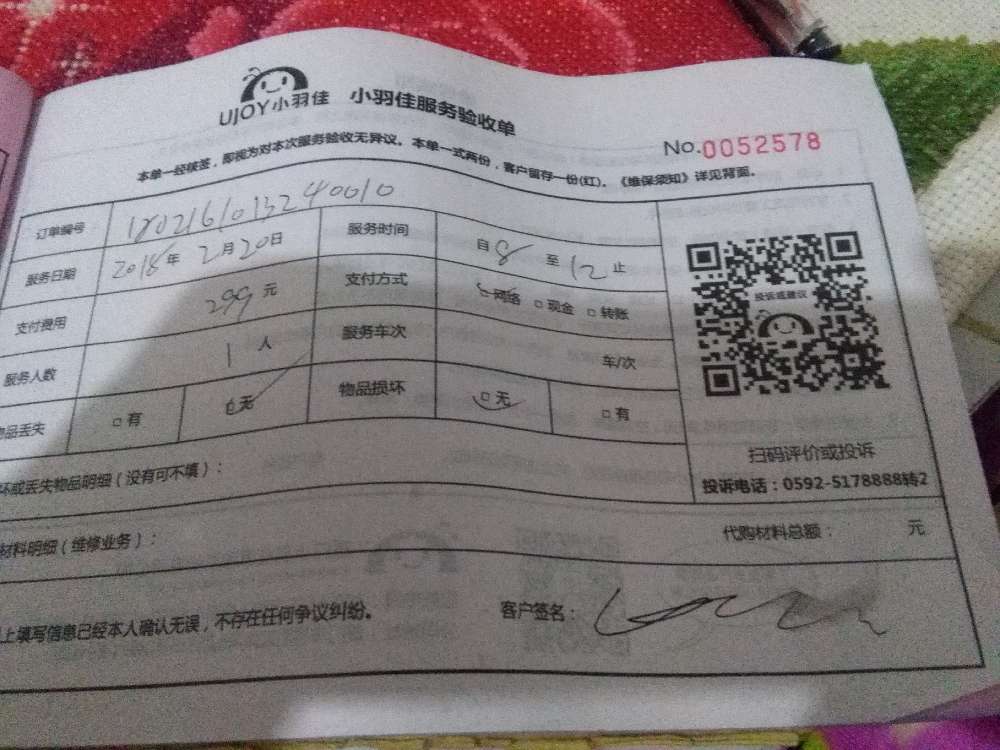 UJOY小羽佳 小羽佳服务验收单
No.0052578
本单一经核签，即视为对本次服务验收无异议。本单一式两份，客户留存一份(红)。《维保须知》详见背面。
订单编号 18021610132400010
服务日期 2018年2月20日 服务时间 自8至12止
支付费用 299元 支付方式 □网络 □现金 □转账
服务人数 1人 服务车次 车/次
物品丢失 □有 □无 物品损坏 □无 □有
投诉或建议
扫码评价或投诉
投诉电话：0592-5178888转2
坏或丢失物品明细（没有可不填）：
材料明细（维修业务）： 代购材料总额： 元
上填写信息已经本人确认无误，不存在任何争议纠纷。 客户签名：